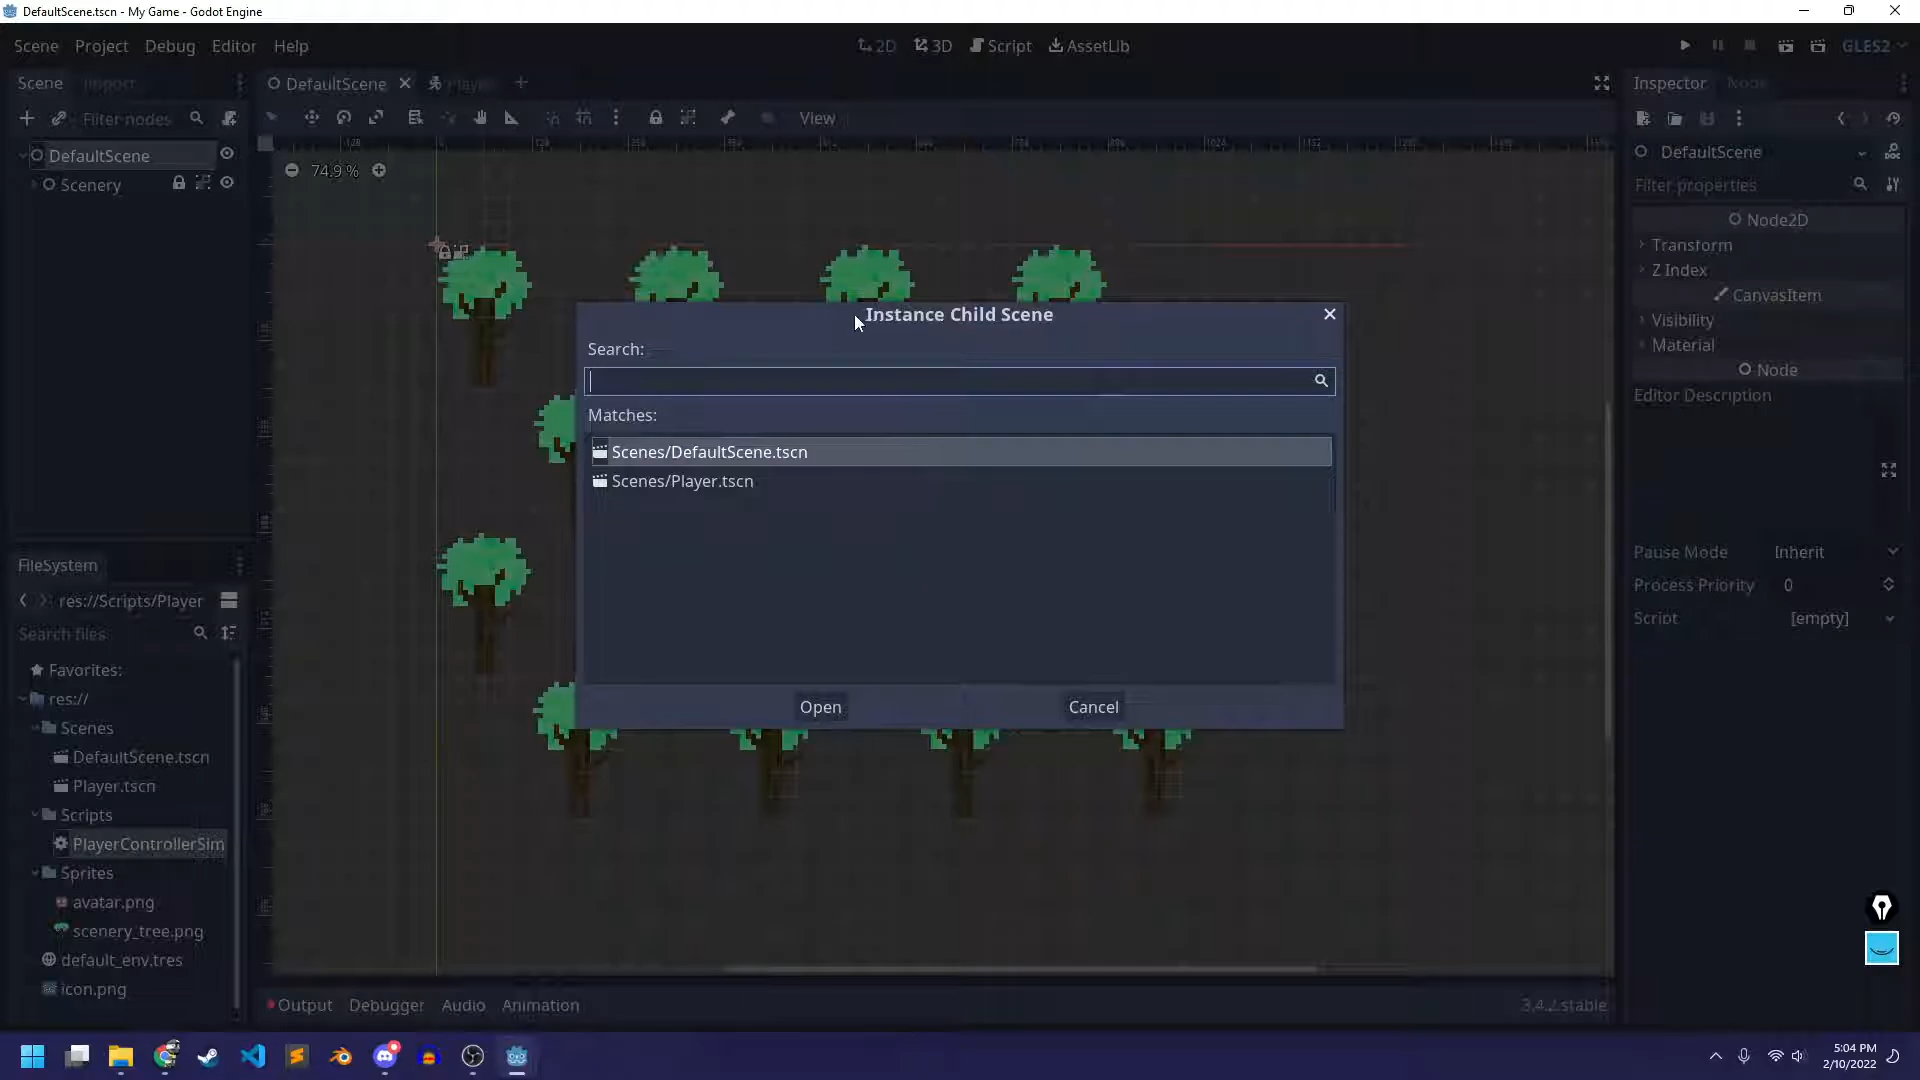 DefaultScene.tscn - My Game - Godot Engine
Scene Project Debug Editor Help
2D 3D Script AssetLib
GLES2
Scene Import
DefaultScene Player
Inspector Node
Filter nodes
View
DefaultScene
Scenery
74.9 %
DefaultScene
Filter properties
Node2D
Transform
Z Index
CanvasItem
Visibility
Material
Node
Editor Description
Pause Mode Inherit
Process Priority 0
Script [empty]
Instance Child Scene
Search:
Matches:
Scenes/DefaultScene.tscn
Scenes/Player.tscn
Open Cancel
FileSystem
res://Scripts/Player
Search files
Favorites:
res://
Scenes
DefaultScene.tscn
Player.tscn
Scripts
PlayerControllerSim
Sprites
avatar.png
scenery_tree.png
default_env.tres
icon.png
Output Debugger Audio Animation
3.4.2.stable
5:04 PM
2/10/2022